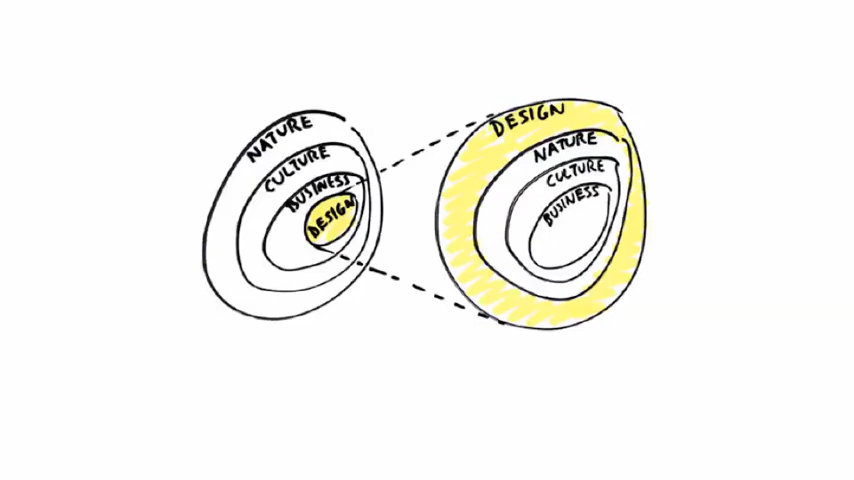 NATURE
CULTURE
BUSINESS
DESIGN
DESIGN
NATURE
CULTURE
BUSINESS